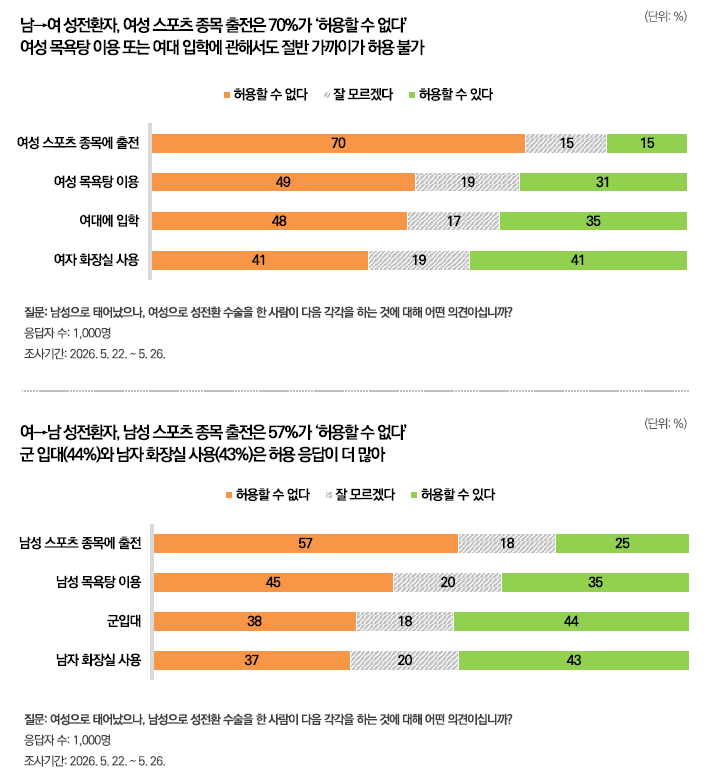 남→여 성전환자, 여성 스포츠 종목 출전은 70%가 ‘허용할 수 없다’
(단위: %)
여성 목욕탕 이용 또는 여대 입학에 관해서도 절반 가까이가 허용 불가
허용할 수 없다 잘 모르겠다 허용할 수 있다
여성 스포츠 종목에 출전 70 15 15
여성 목욕탕 이용 49 19 31
여대에 입학 48 17 35
여자 화장실 사용 41 19 41
질문: 남성으로 태어났으나, 여성으로 성전환 수술을 한 사람이 다음 각각을 하는 것에 대해 어떤 의견이십니까?
응답자 수: 1,000명
조사기간: 2026. 5. 22. ~ 5. 26.
여→남 성전환자, 남성 스포츠 종목 출전은 57%가 ‘허용할 수 없다’
(단위: %)
군 입대(44%)와 남자 화장실 사용(43%)은 허용 응답이 더 많아
허용할 수 없다 잘 모르겠다 허용할 수 있다
남성 스포츠 종목에 출전 57 18 25
남성 목욕탕 이용 45 20 35
군입대 38 18 44
남자 화장실 사용 37 20 43
질문: 여성으로 태어났으나, 남성으로 성전환 수술을 한 사람이 다음 각각을 하는 것에 대해 어떤 의견이십니까?
응답자 수: 1,000명
조사기간: 2026. 5. 22. ~ 5. 26.